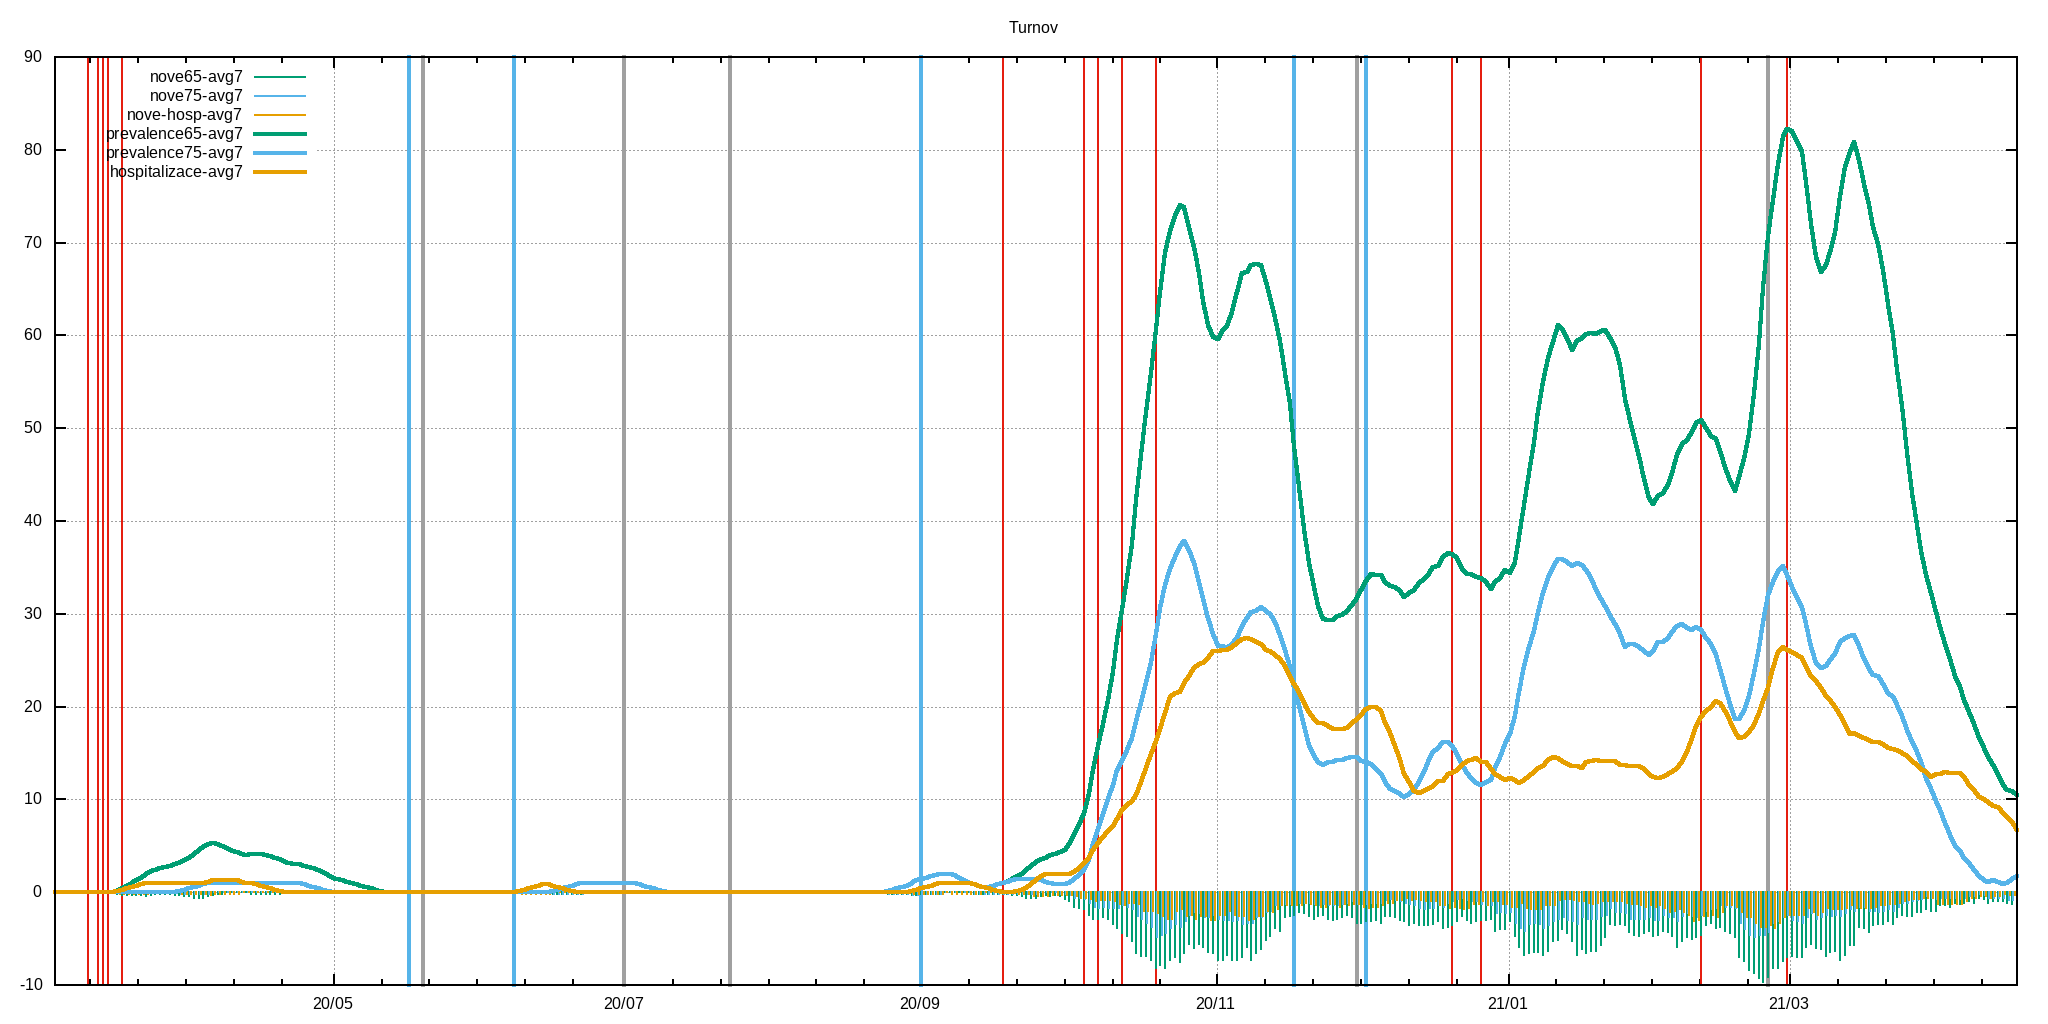 Turnov
90
80
70
60
50
40
30
20
10
0
-10
nove65-avg7
nove75-avg7
nove-hosp-avg7
prevalence65-avg7
prevalence75-avg7
hospitalizace-avg7
20/05 20/07 20/09 20/11 21/01 21/03